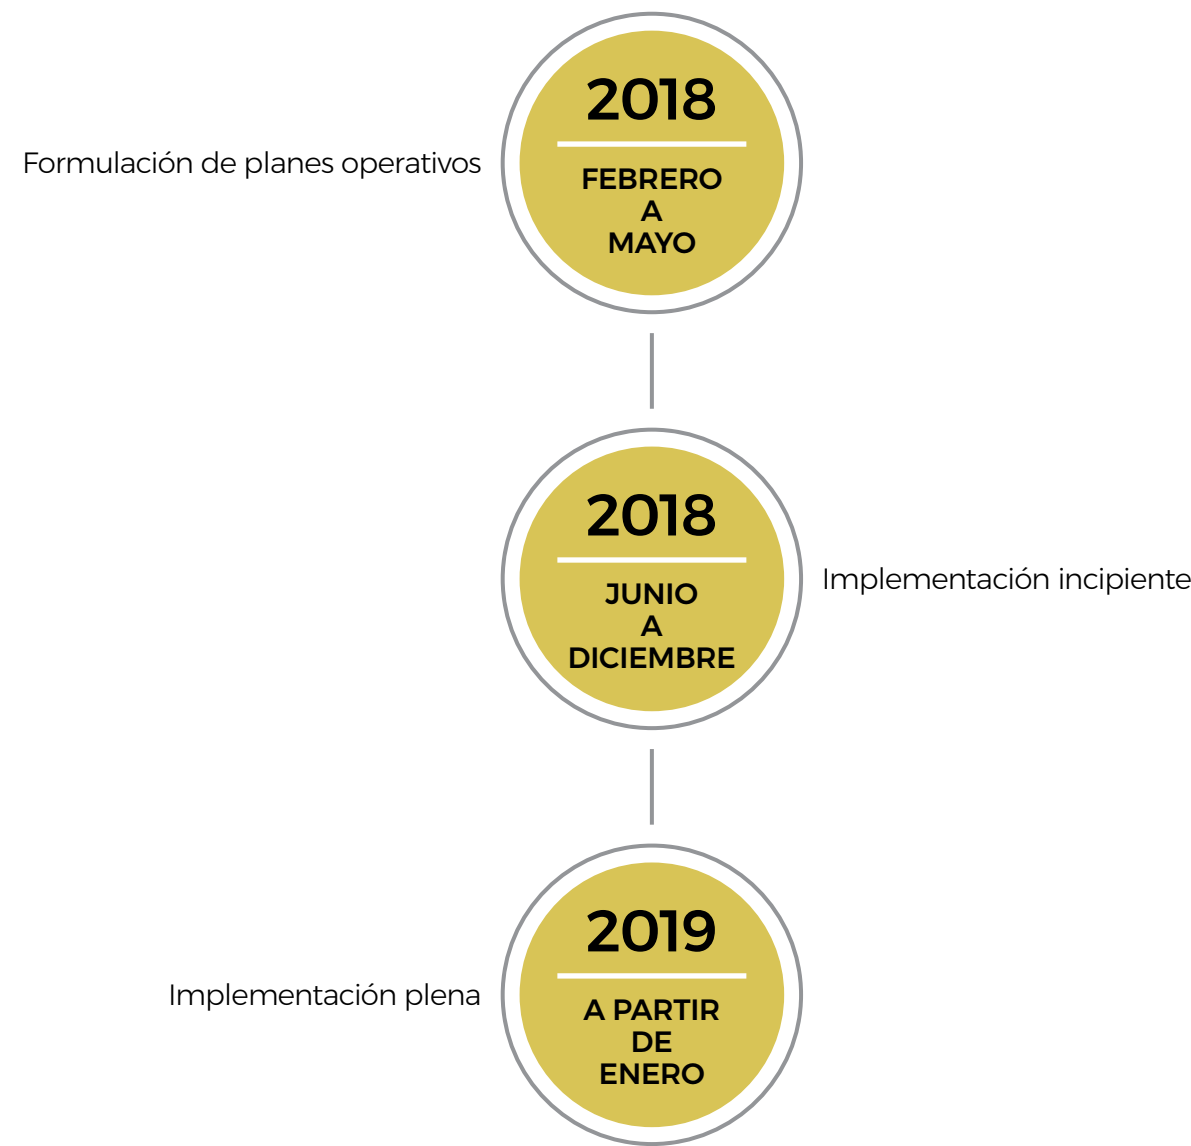 Formulación de planes operativos
2018
FEBRERO
A
MAYO
2018
JUNIO
A
DICIEMBRE
Implementación incipiente
Implementación plena
2019
A PARTIR
DE
ENERO